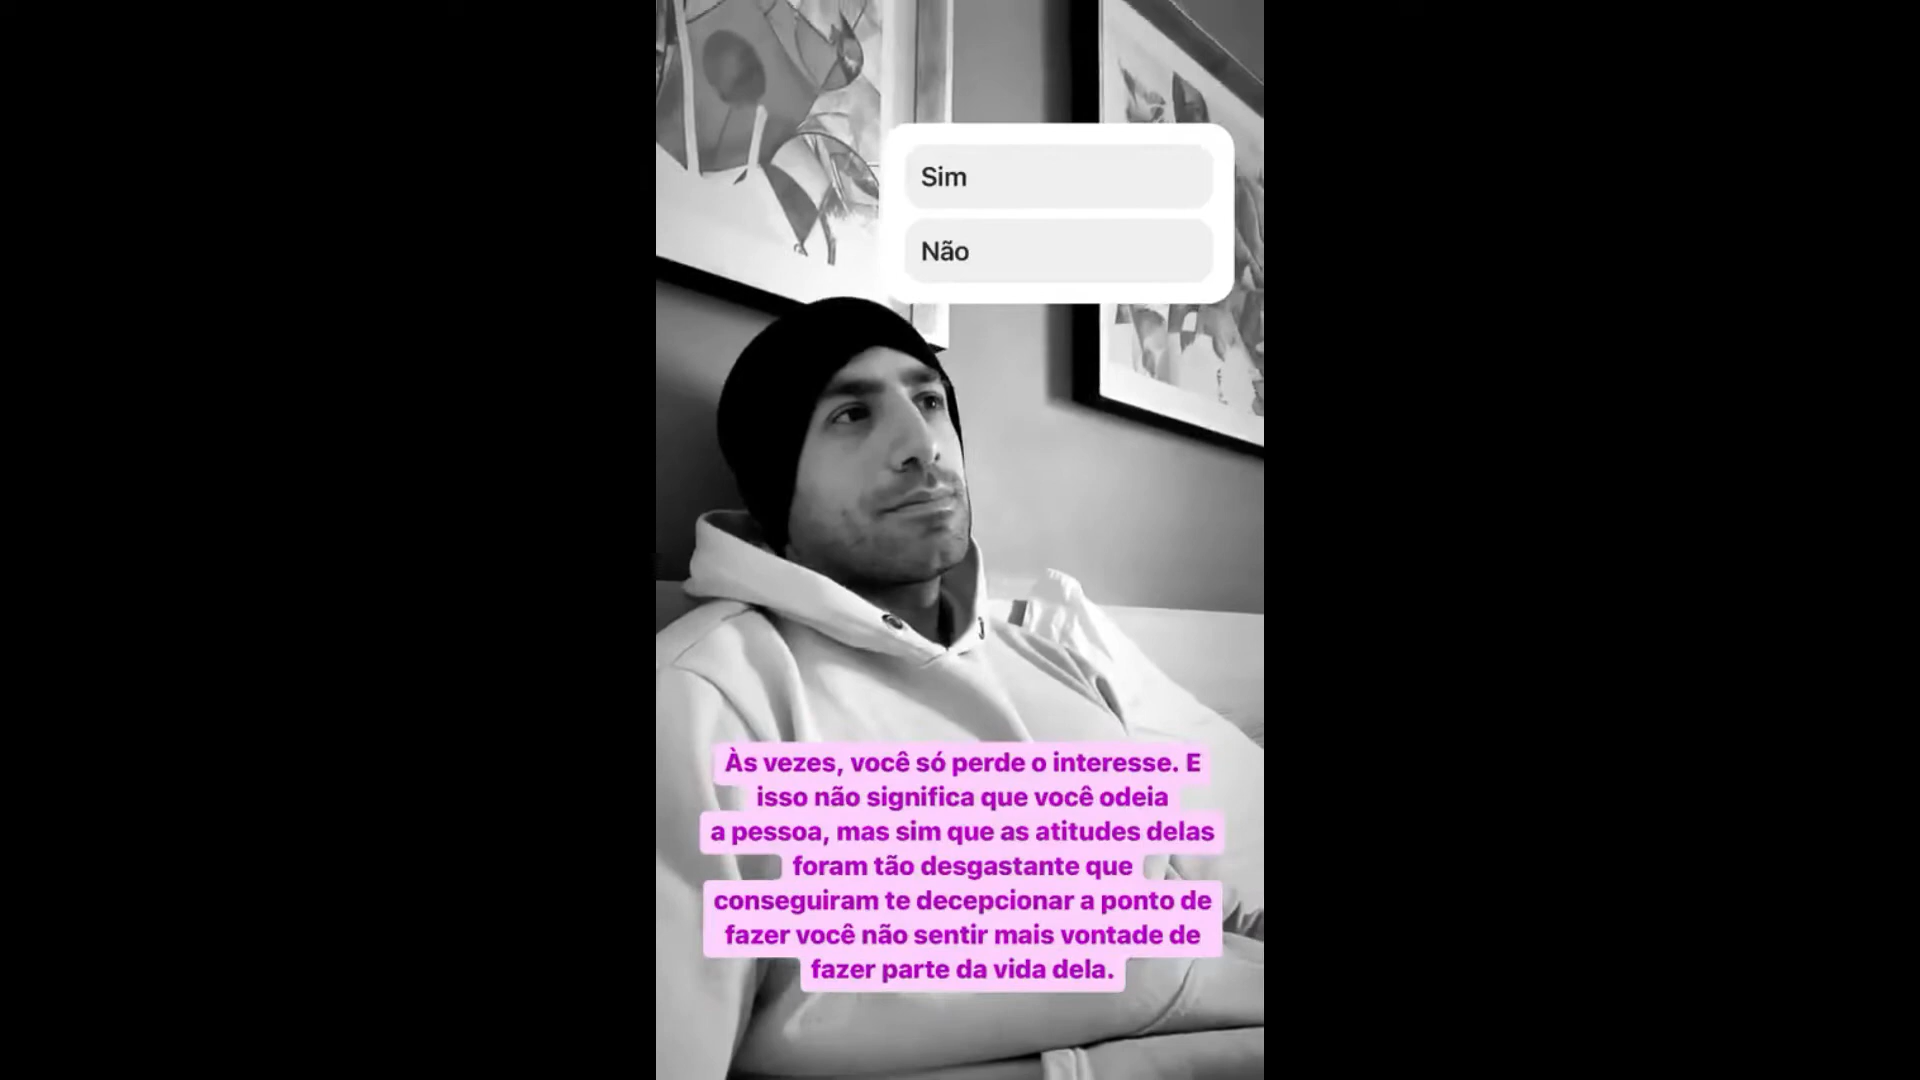 Sim
Não
Às vezes, você só perde o interesse. E
isso não significa que você odeia
a pessoa, mas sim que as atitudes delas
foram tão desgastante que
conseguiram te decepcionar a ponto de
fazer você não sentir mais vontade de
fazer parte da vida dela.